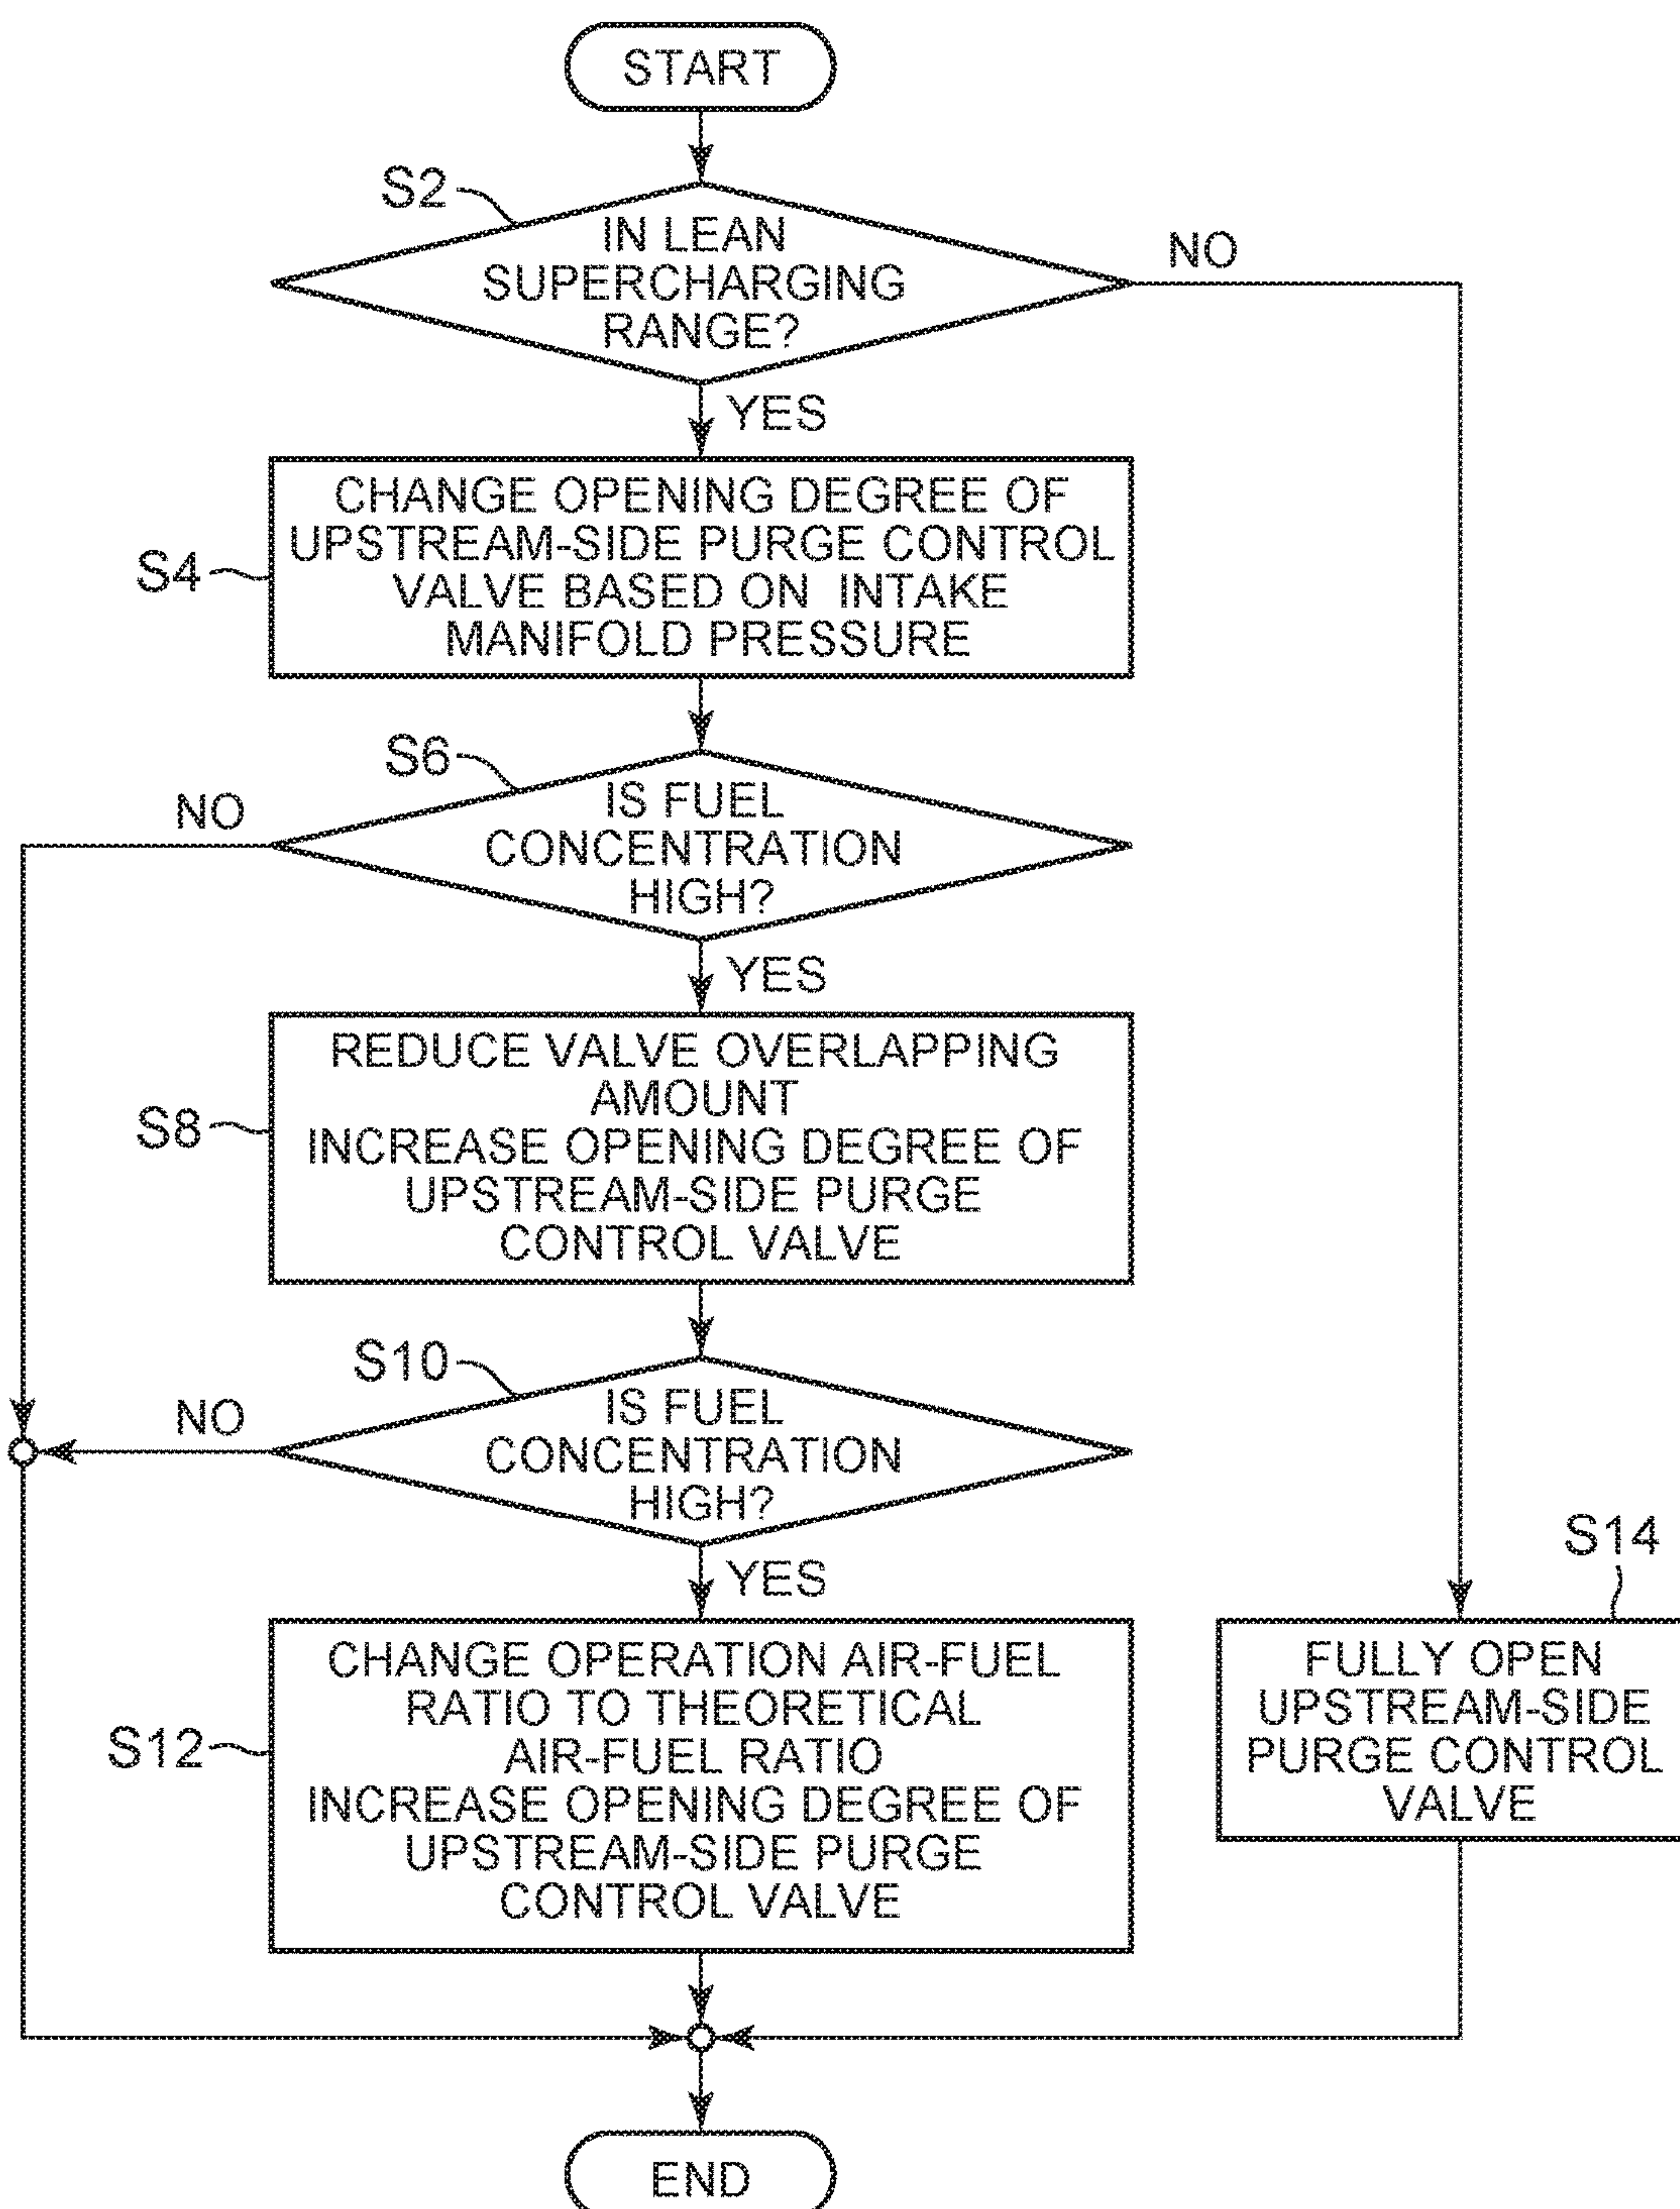 START
S2
IN LEAN
SUPERCHARGING
RANGE?
NO
YES
S4
CHANGE OPENING DEGREE OF
UPSTREAM-SIDE PURGE CONTROL
VALVE BASED ON INTAKE
MANIFOLD PRESSURE
S6
IS FUEL
CONCENTRATION
HIGH?
NO
YES
S8
REDUCE VALVE OVERLAPPING
AMOUNT
INCREASE OPENING DEGREE OF
UPSTREAM-SIDE PURGE
CONTROL VALVE
S10
IS FUEL
CONCENTRATION
HIGH?
NO
YES
S12
CHANGE OPERATION AIR-FUEL
RATIO TO THEORETICAL
AIR-FUEL RATIO
INCREASE OPENING DEGREE OF
UPSTREAM-SIDE PURGE
CONTROL VALVE
S14
FULLY OPEN
UPSTREAM-SIDE
PURGE CONTROL
VALVE
END